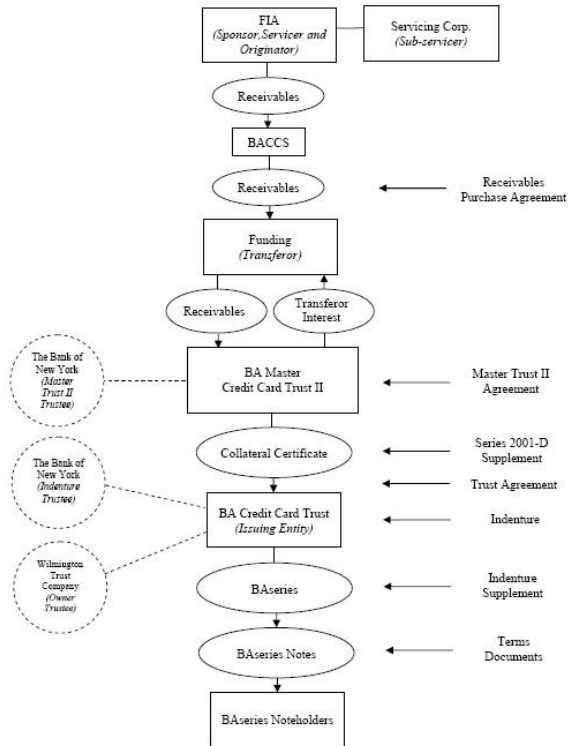 FIA
(Sponsor,Servicer and
Originator)
Servicing Corp.
(Sub-servicer)
Receivables
BACCS
Receivables
Receivables
Purchase Agreement
Funding
(Transferor)
Receivables
Transferor
Interest
The Bank of
New York
(Master
Trust II
Trustee)
BA Master
Credit Card Trust II
Master Trust II
Agreement
Collateral Certificate
Series 2001-D
Supplement
The Bank of
New York
(Indenture
Trustee)
Trust Agreement
BA Credit Card Trust
(Issuing Entity)
Indenture
Wilmington
Trust
Company
(Owner
Trustee)
BAseries
Indenture
Supplement
BAseries Notes
Terms
Documents
BAseries Noteholders